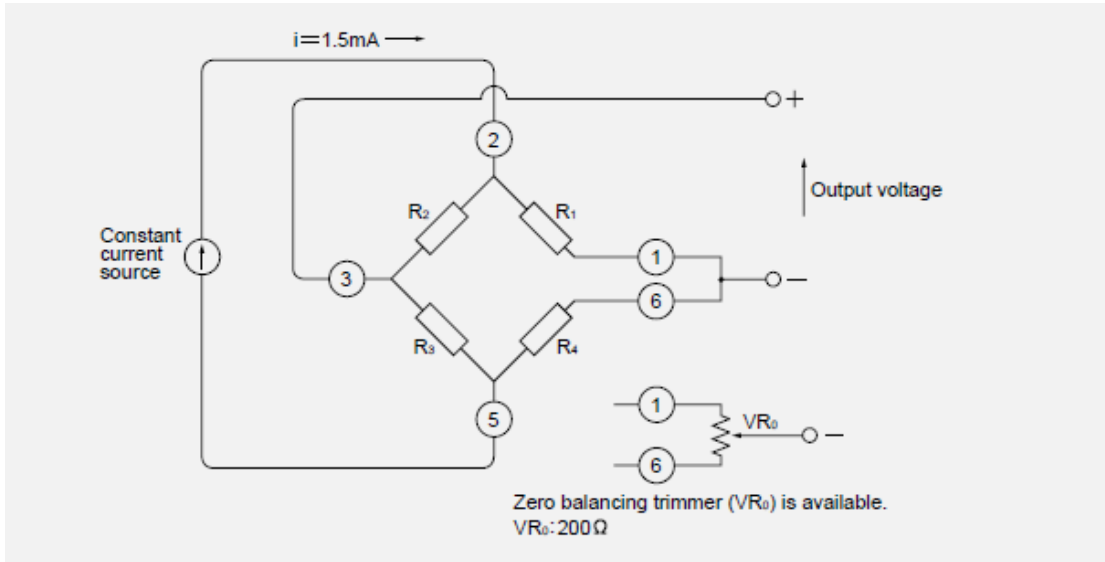 i=1.5mA
+
2
Output voltage
R₂
R₁
Constant
current
source
1
3
−
6
R₃
R₄
1
5
VR₀
−
6
Zero balancing trimmer (VR₀) is available.
VR₀:200Ω